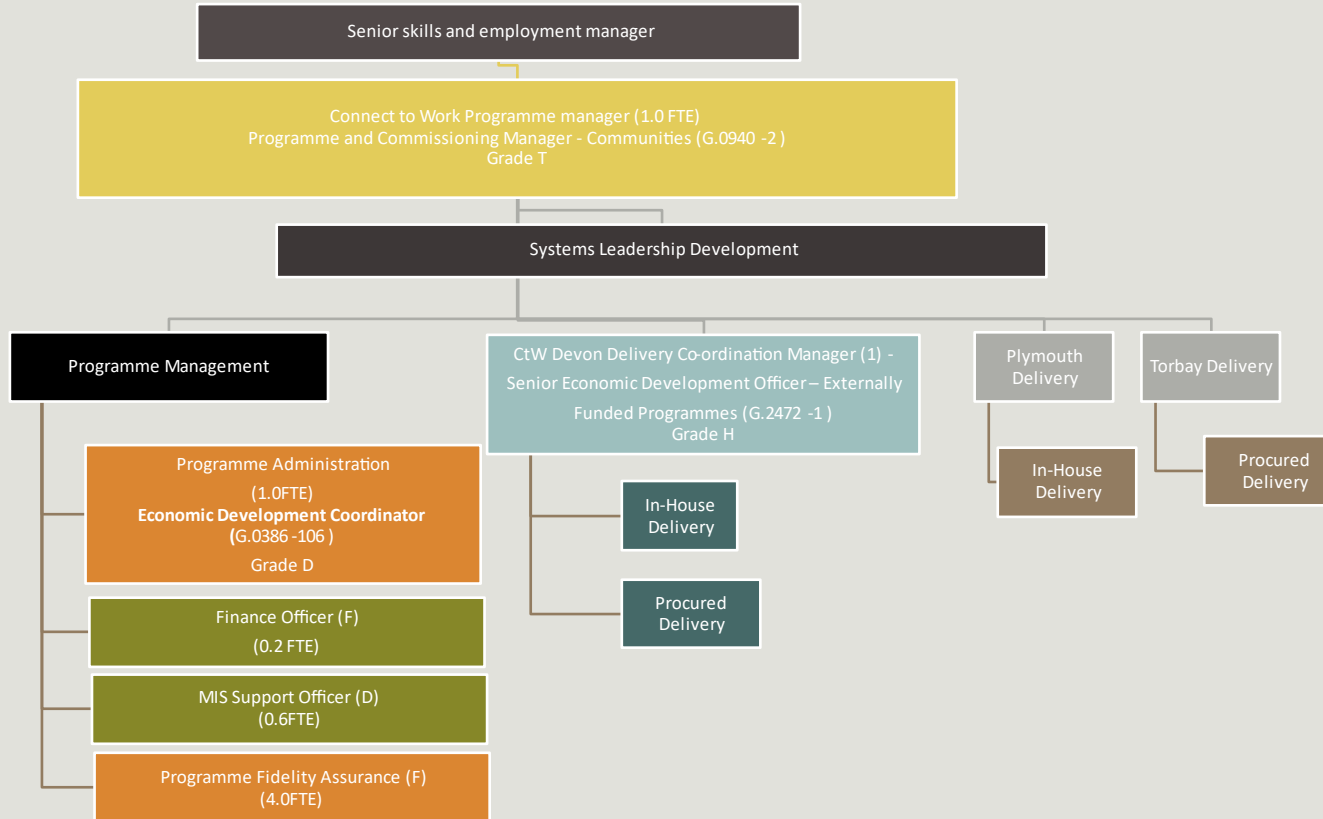 Senior skills and employment manager
Connect to Work Programme manager (1.0 FTE)
Programme and Commissioning Manager - Communities (G.0940 -2 )
Grade T
Systems Leadership Development
Programme Management
CtW Devon Delivery Co-ordination Manager (1) -
Senior Economic Development Officer – Externally
Funded Programmes (G.2472 -1 )
Grade H
Plymouth
Delivery
Torbay Delivery
Programme Administration
(1.0FTE)
Economic Development Coordinator
(G.0386 -106 )
Grade D
In-House
Delivery
In-House
Delivery
Procured
Delivery
Finance Officer (F)
(0.2 FTE)
Procured
Delivery
MIS Support Officer (D)
(0.6FTE)
Programme Fidelity Assurance (F)
(4.0FTE)